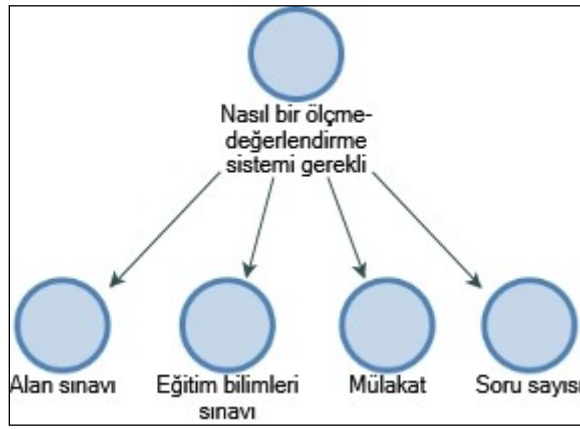 Nasıl bir ölçme-
değerlendirme
sistemi gerekli
Alan sınavı
Eğitim bilimleri
sınavı
Mülakat
Soru sayısı